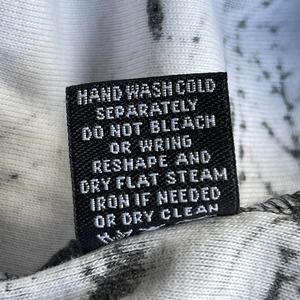 HAND WASH COLD
SEPARATELY
DO NOT BLEACH
OR WRING
RESHAPE AND
DRY FLAT STEAM
IRON IF NEEDED
OR DRY CLEAN